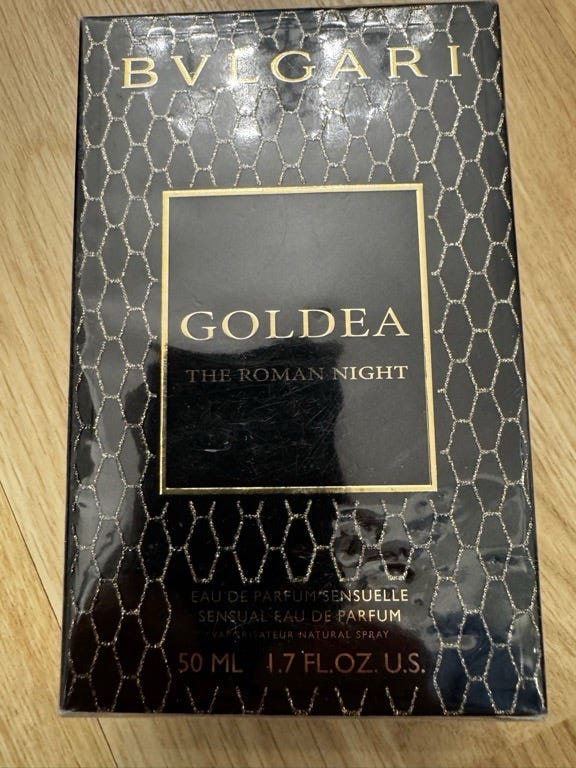 BVLGARI
GOLDEA
THE ROMAN NIGHT
EAU DE PARFUM SENSUELLE
SENSUAL EAU DE PARFUM
VAPORISATEUR NATURAL SPRAY
50 ML 1.7 FL.OZ. U.S.